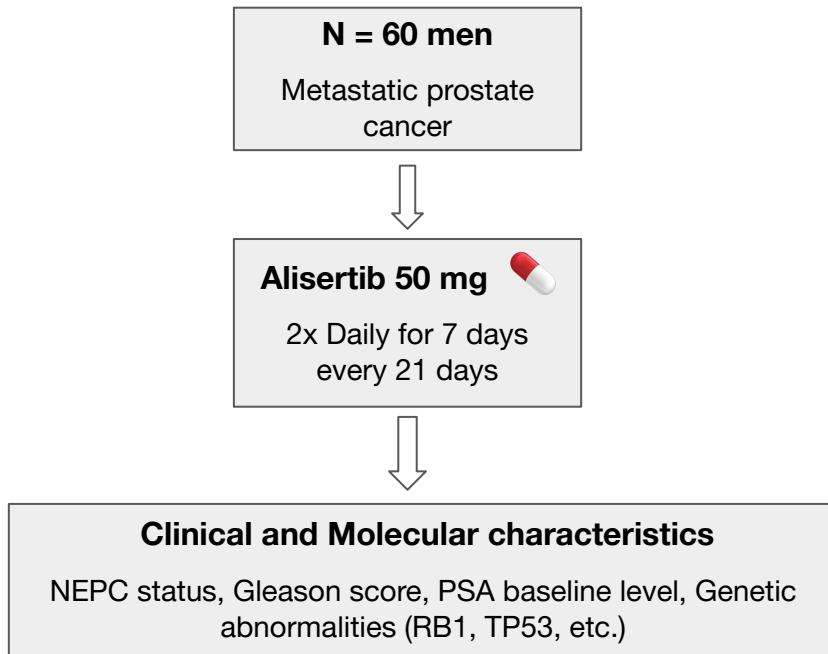 N = 60 men
Metastatic prostate
cancer
Alisertib 50 mg
2x Daily for 7 days
every 21 days
Clinical and Molecular characteristics
NEPC status, Gleason score, PSA baseline level, Genetic
abnormalities (RB1, TP53, etc.)